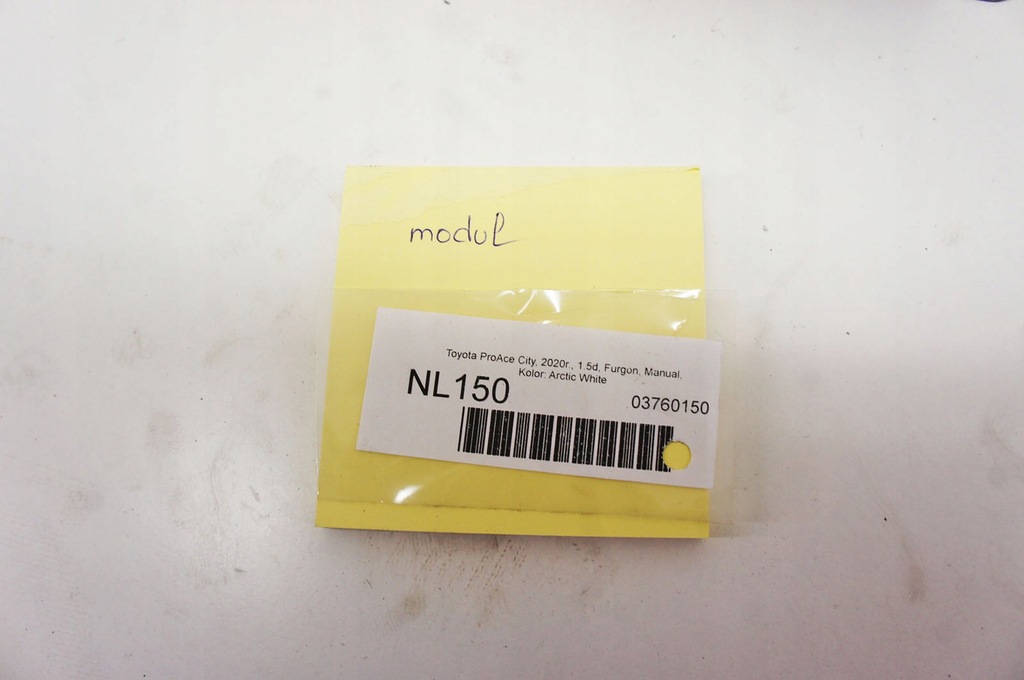 modul
Toyota ProAce City, 2020r., 1.5d, Furgon, Manual,
Kolor: Arctic White
NL150
03760150